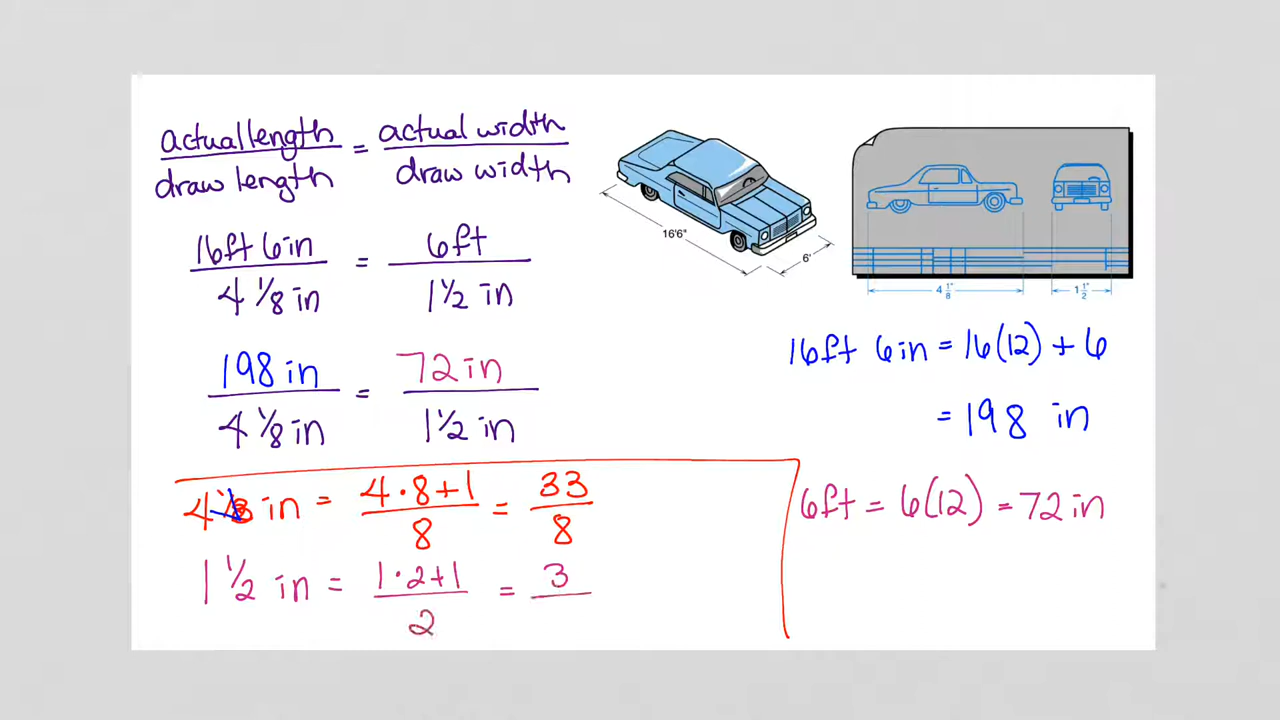 actual length / draw length = actual width / draw width
16ft 6in / 4 1/8 in = 6ft / 1 1/2 in
198 in / 4 1/8 in = 72 in / 1 1/2 in
4 1/8 in = 4·8+1 / 8 = 33 / 8
1 1/2 in = 1·2+1 / 2 = 3
16'6"
6'
4 1/8"
1 1/2"
16ft 6in = 16(12) + 6
= 198 in
6ft = 6(12) = 72 in